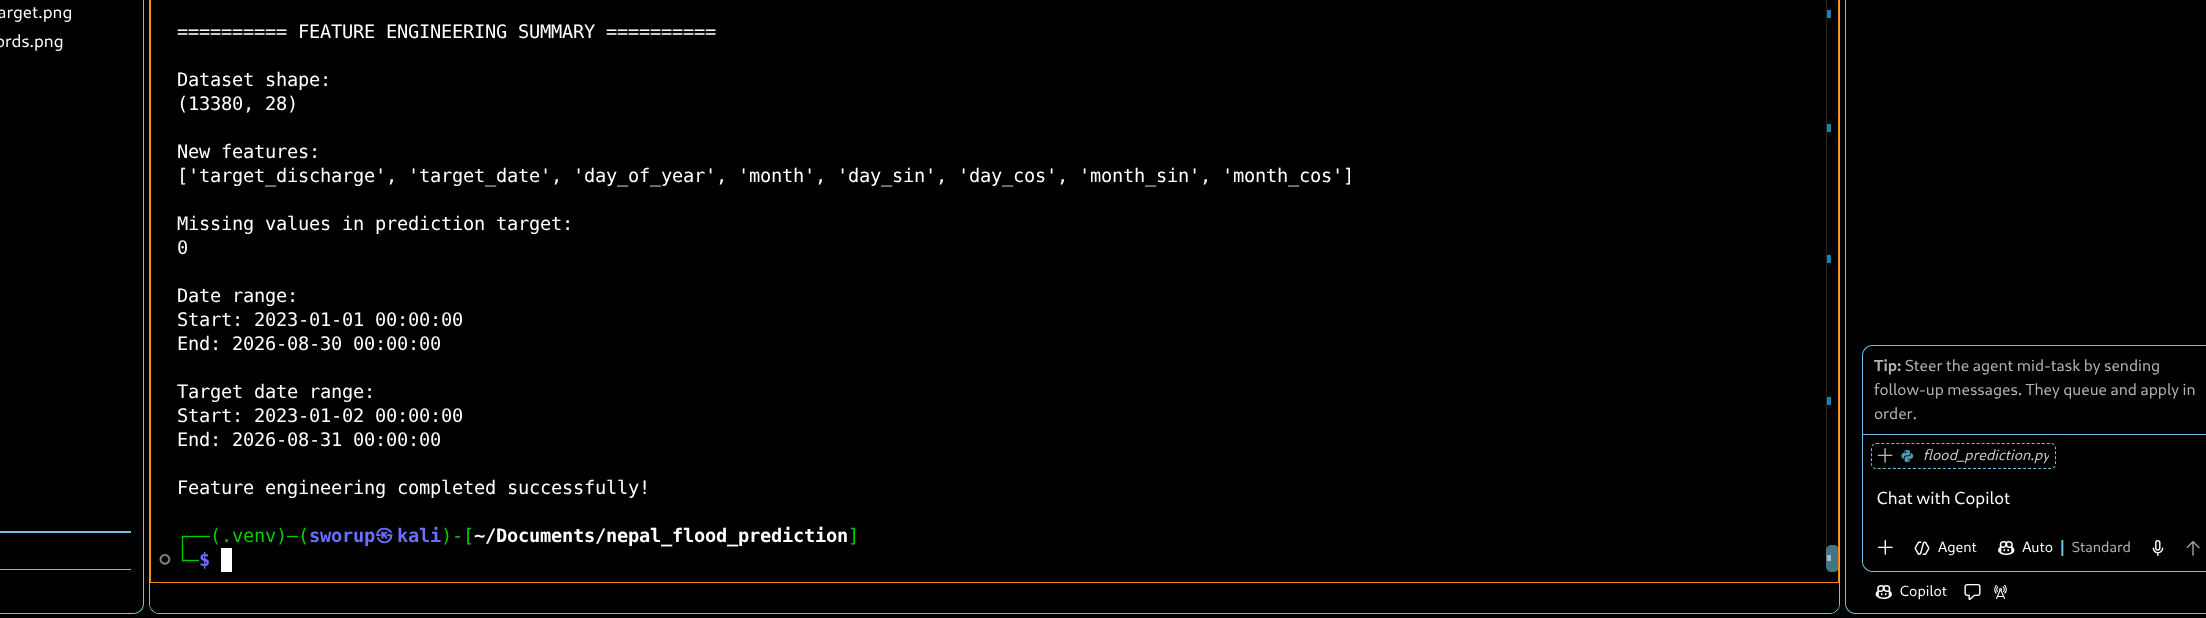 arget.png
ords.png
========== FEATURE ENGINEERING SUMMARY ==========
Dataset shape:
(13380, 28)
New features:
['target_discharge', 'target_date', 'day_of_year', 'month', 'day_sin', 'day_cos', 'month_sin', 'month_cos']
Missing values in prediction target:
0
Date range:
Start: 2023-01-01 00:00:00
End: 2026-08-30 00:00:00
Target date range:
Start: 2023-01-02 00:00:00
End: 2026-08-31 00:00:00
Feature engineering completed successfully!
┌──(.venv)─(sworup㉿kali)-[~/Documents/nepal_flood_prediction]
└─$
Tip: Steer the agent mid-task by sending
follow-up messages. They queue and apply in
order.
flood_prediction.py
Chat with Copilot
Agent Auto | Standard
Copilot